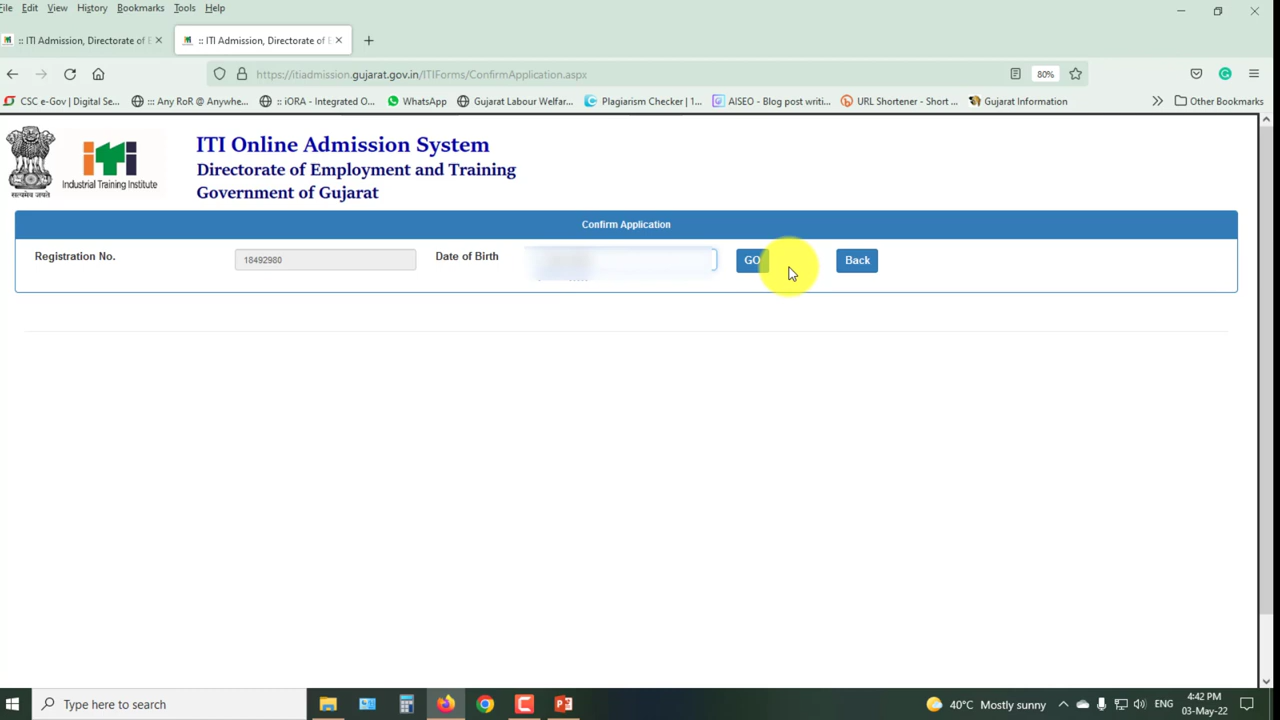 File Edit View History Bookmarks Tools Help
:: ITI Admission, Directorate of E
:: ITI Admission, Directorate of E
https://itiadmission.gujarat.gov.in/ITIForms/ConfirmApplication.aspx
80%
CSC e-Gov | Digital Se... ::: Any RoR @ Anywhe... :: iORA - Integrated O... WhatsApp Gujarat Labour Welfar... Plagiarism Checker | 1... AISEO - Blog post writi... URL Shortener - Short ... Gujarat Information Other Bookmarks
सत्यमेव जयते
iTi
Industrial Training Institute
ITI Online Admission System
Directorate of Employment and Training
Government of Gujarat
Confirm Application
Registration No. 18492980 Date of Birth GO Back
Type here to search
40°C Mostly sunny ENG
4:42 PM
03-May-22